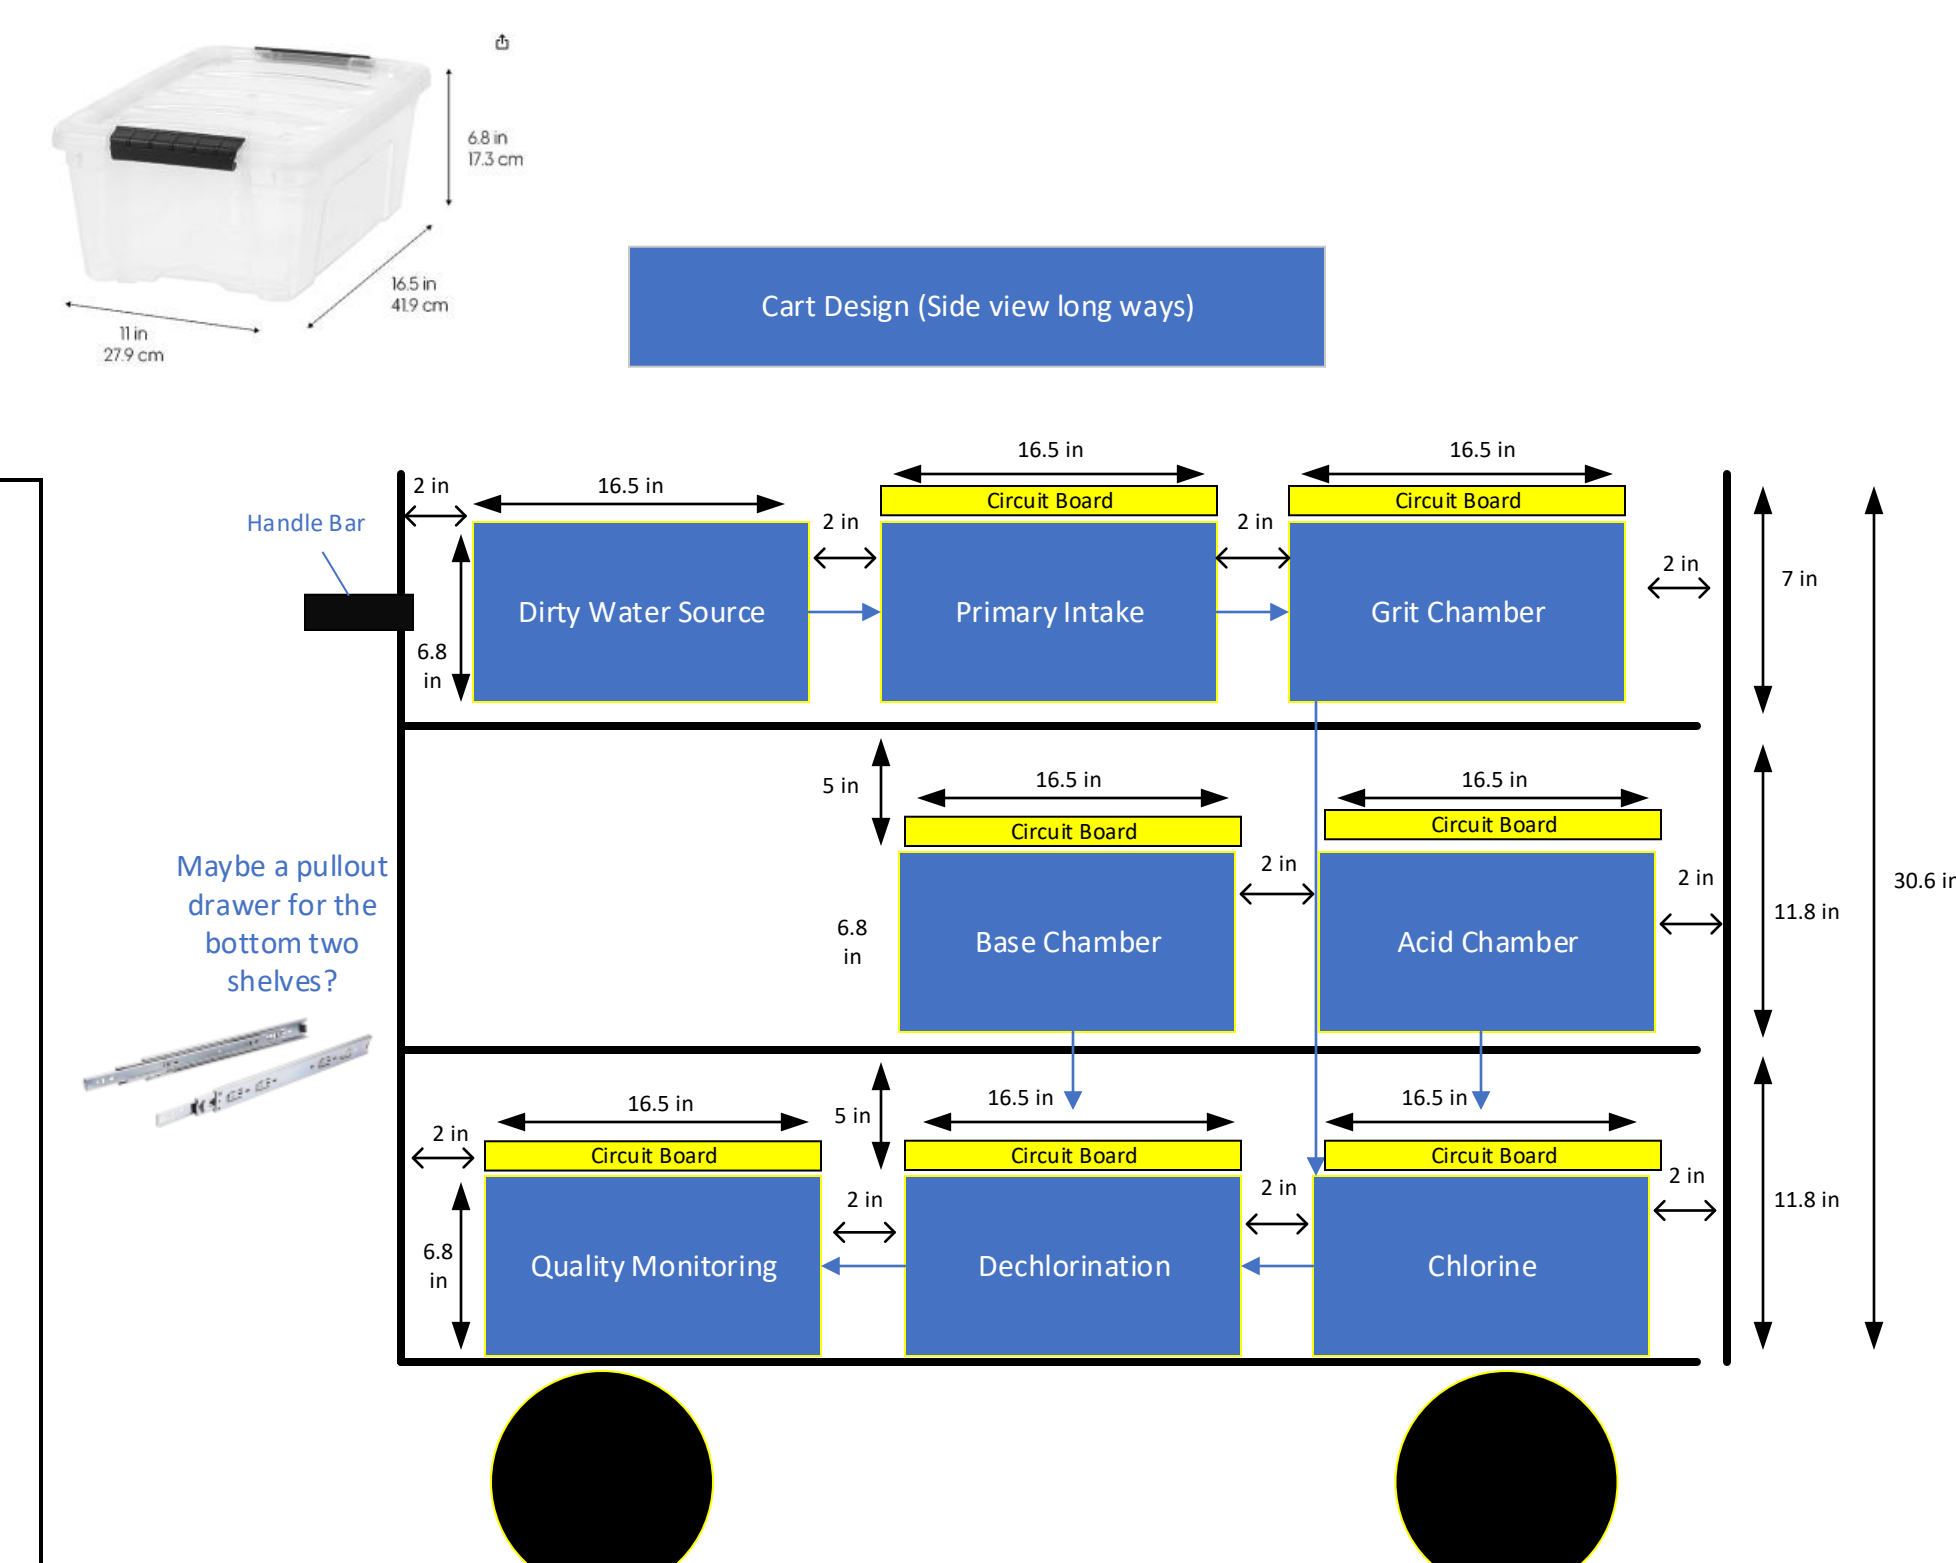 6.8 in
17.3 cm
16.5 in
41.9 cm
11 in
27.9 cm
Cart Design (Side view long ways)
16.5 in
16.5 in
2 in
16.5 in
Circuit Board
Circuit Board
Handle Bar
2 in
2 in
2 in
7 in
Dirty Water Source
Primary Intake
Grit Chamber
6.8
in
5 in
16.5 in
16.5 in
Circuit Board
Circuit Board
Maybe a pullout
drawer for the
bottom two
shelves?
2 in
2 in
30.6 in
6.8
in
11.8 in
Base Chamber
Acid Chamber
16.5 in
5 in
16.5 in
16.5 in
2 in
Circuit Board
Circuit Board
Circuit Board
2 in
2 in
2 in
11.8 in
6.8
in
Quality Monitoring
Dechlorination
Chlorine